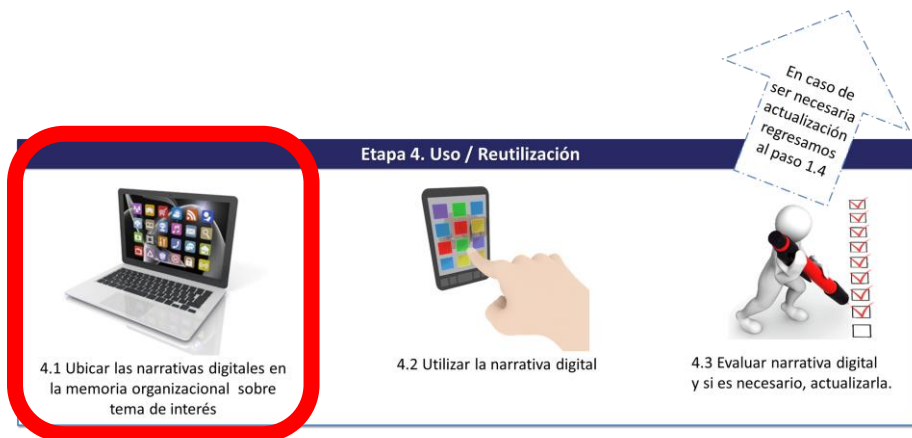 En caso de
ser necesaria
actualización
regresamos
al paso 1.4
Etapa 4. Uso / Reutilización
4.1 Ubicar las narrativas digitales en
la memoria organizacional sobre
tema de interés
4.2 Utilizar la narrativa digital
4.3 Evaluar narrativa digital
y si es necesario, actualizarla.